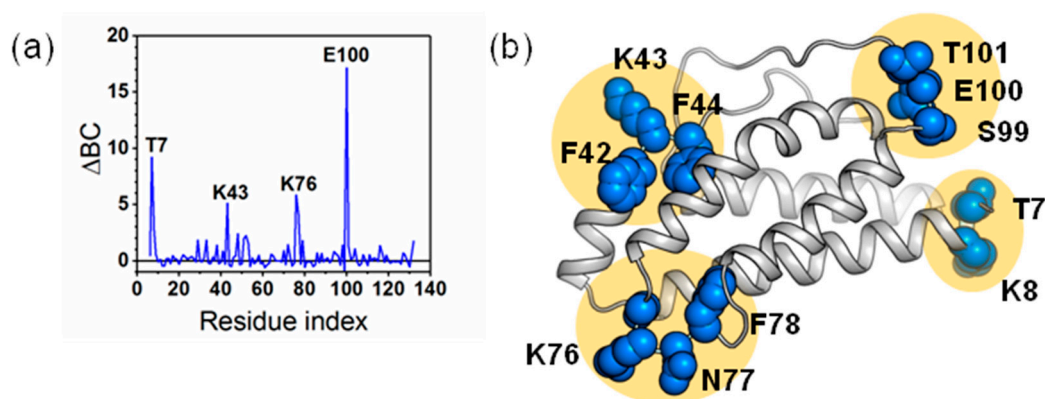 (a)
ΔBC
20
15
10
5
0
T7
K43
K76
E100
0 20 40 60 80 100 120 140
Residue index
(b)
K43
F44
F42
T101
E100
S99
T7
K8
F78
K76
N77